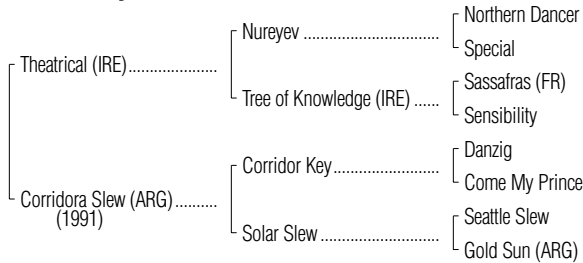 Northern Dancer
Nureyev
Special
Theatrical (IRE)
Sassafras (FR)
Tree of Knowledge (IRE)
Sensibility
Danzig
Corridor Key
Come My Prince
Corridora Slew (ARG)
(1991)
Seattle Slew
Solar Slew
Gold Sun (ARG)